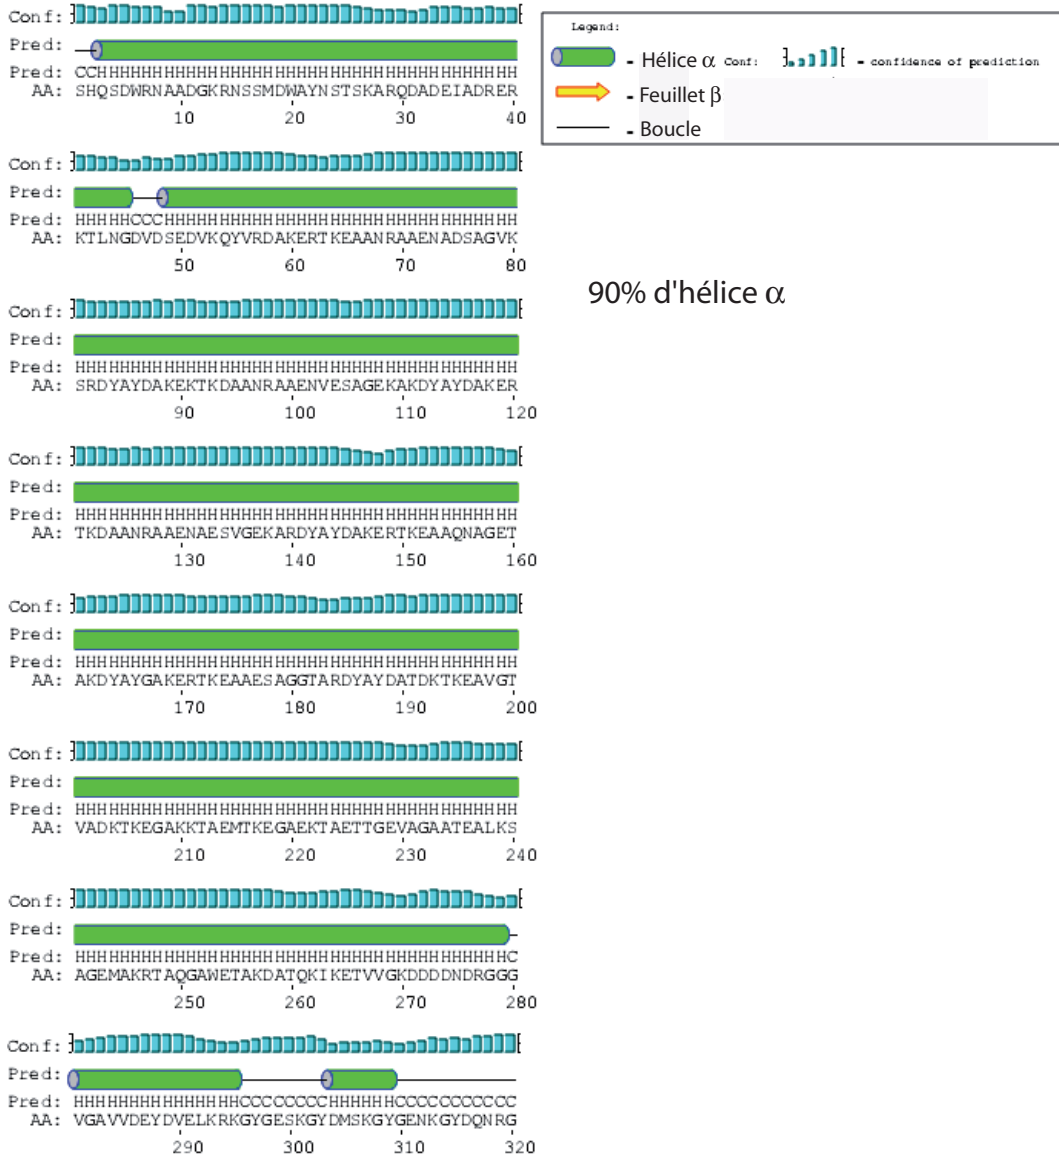 Conf:
Pred:
Pred: CCHHHHHHHHHHHHHHHHHHHHHHHHHHHHHHHHHHHHHH
AA: SHQSDWRNAADGKRNSSMDWAYNSTSKARQDADEIADRER
10 20 30 40
Legend:
- Hélice α Conf: - confidence of prediction
- Feuillet β
- Boucle
Conf:
Pred:
Pred: HHHHHCCCHHHHHHHHHHHHHHHHHHHHHHHHHHHHHHHH
AA: KTLNGDVDSEDVKQYVRDAKERTKEAANRAAENADSAGVK
50 60 70 80
90% d'hélice α
Conf:
Pred:
Pred: HHHHHHHHHHHHHHHHHHHHHHHHHHHHHHHHHHHHHHHH
AA: SRDYAYDAKEKTKDAANRAAENVESAGEKAKDYAYDAKER
90 100 110 120
Conf:
Pred:
Pred: HHHHHHHHHHHHHHHHHHHHHHHHHHHHHHHHHHHHHHHH
AA: TKDAANRAAENAESVGEKARDYAYDAKERTKEAAQNAGET
130 140 150 160
Conf:
Pred:
Pred: HHHHHHHHHHHHHHHHHHHHHHHHHHHHHHHHHHHHHHHH
AA: AKDYAYGAKERTKEAAESAGGTARDYAYDATDKTKEAVGT
170 180 190 200
Conf:
Pred:
Pred: HHHHHHHHHHHHHHHHHHHHHHHHHHHHHHHHHHHHHHHH
AA: VADKTKEGAKKTAEMTKEGAEKTAETTGEVAGAATEALKS
210 220 230 240
Conf:
Pred:
Pred: HHHHHHHHHHHHHHHHHHHHHHHHHHHHHHHHHHHHHHHC
AA: AGEMAKRTAQGAWETAKDATQKIKETVVGKDDDDNDRGGG
250 260 270 280
Conf:
Pred:
Pred: HHHHHHHHHHHHHHHCCCCCCCCHHHHHHCCCCCCCCCCC
AA: VGAVVDEYDVELKRKGYGESKGYDMSKGYGENKGYDQNRG
290 300 310 320